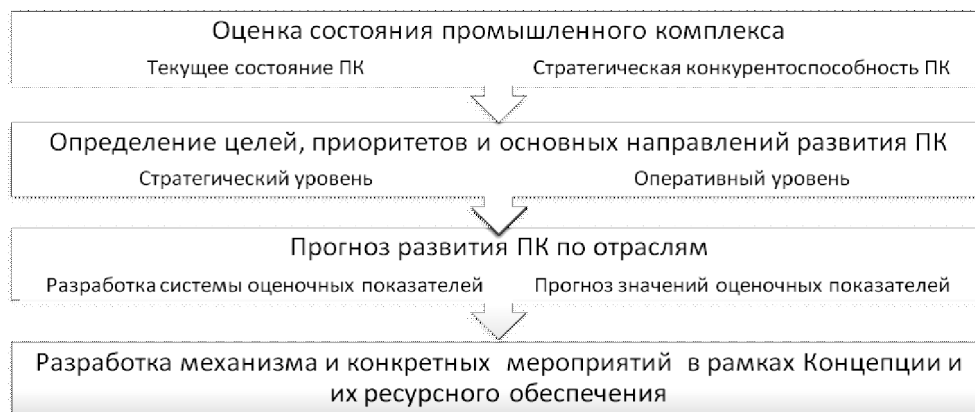 Оценка состояния промышленного комплекса
Текущее состояние ПК Стратегическая конкурентоспособность ПК
Определение целей, приоритетов и основных направлений развития ПК
Стратегический уровень Оперативный уровень
Прогноз развития ПК по отраслям
Разработка системы оценочных показателей Прогноз значений оценочных показателей
Разработка механизма и конкретных мероприятий в рамках Концепции и
их ресурсного обеспечения